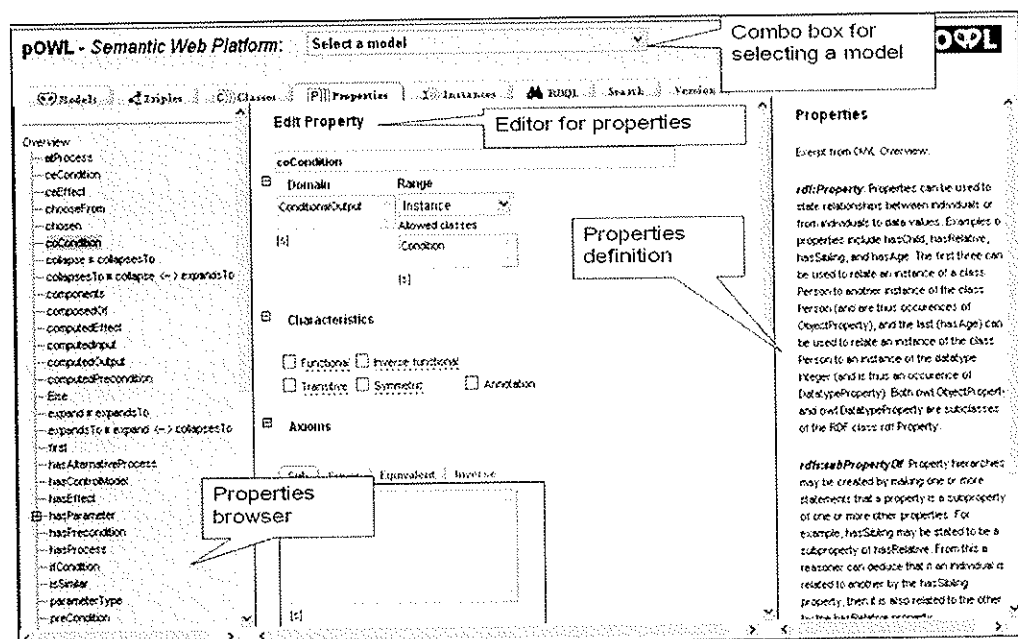 pOWL - Semantic Web Platform:
Select a model
Combo box for
selecting a model
OWL
Models
Triples
Classes
Properties
Instances
RDQL
Search
Version
Overview
atProcess
ceCondition
ceEffect
chooseFrom
chosen
coCondition
collapse = collapsesTo
collapsesTo = collapse <-> expandsTo
components
composedOf
computedEffect
computedInput
computedOutput
computedPrecondition
Else
expand = expandsTo
expandsTo = expand <-> collapsesTo
first
hasAlternativeProcess
hasControlModel
hasEffect
hasParameter
hasPrecondition
hasProcess
ifCondition
isSimilar
parameterType
preCondition
Properties
browser
Edit Property
Editor for properties
coCondition
Domain Range
ConditionalOutput Instance
Allowed classes
[s] Condition
[s]
Characteristics
Functional Inverse functional
Transitive Symmetric Annotation
Axioms
Sub Equivalent Inverse
[s]
Properties
definition
Properties
Exerpt from OWL Overview:
rdf:Property: Properties can be used to
state relationships between individuals or
from individuals to data values. Examples o
properties include hasChild, hasRelative,
hasSibling, and hasAge. The first three can
be used to relate an instance of a class
Person to another instance of the class
Person (and are thus occurences of
ObjectProperty), and the last (hasAge) can
be used to relate an instance of the class
Person to an instance of the datatype
Integer (and is thus an occurence of
DatatypeProperty). Both owl:ObjectPropert
and owl:DatatypeProperty are subclasses
of the RDF class rdf:Property.
rdfs:subPropertyOf: Property hierarchies
may be created by making one or more
statements that a property is a subproperty
of one or more other properties. For
example, hasSibling may be stated to be a
subproperty of hasRelative. From this a
reasoner can deduce that if an individual is
related to another by the hasSibling
property, then it is also related to the other
by the hasRelative property